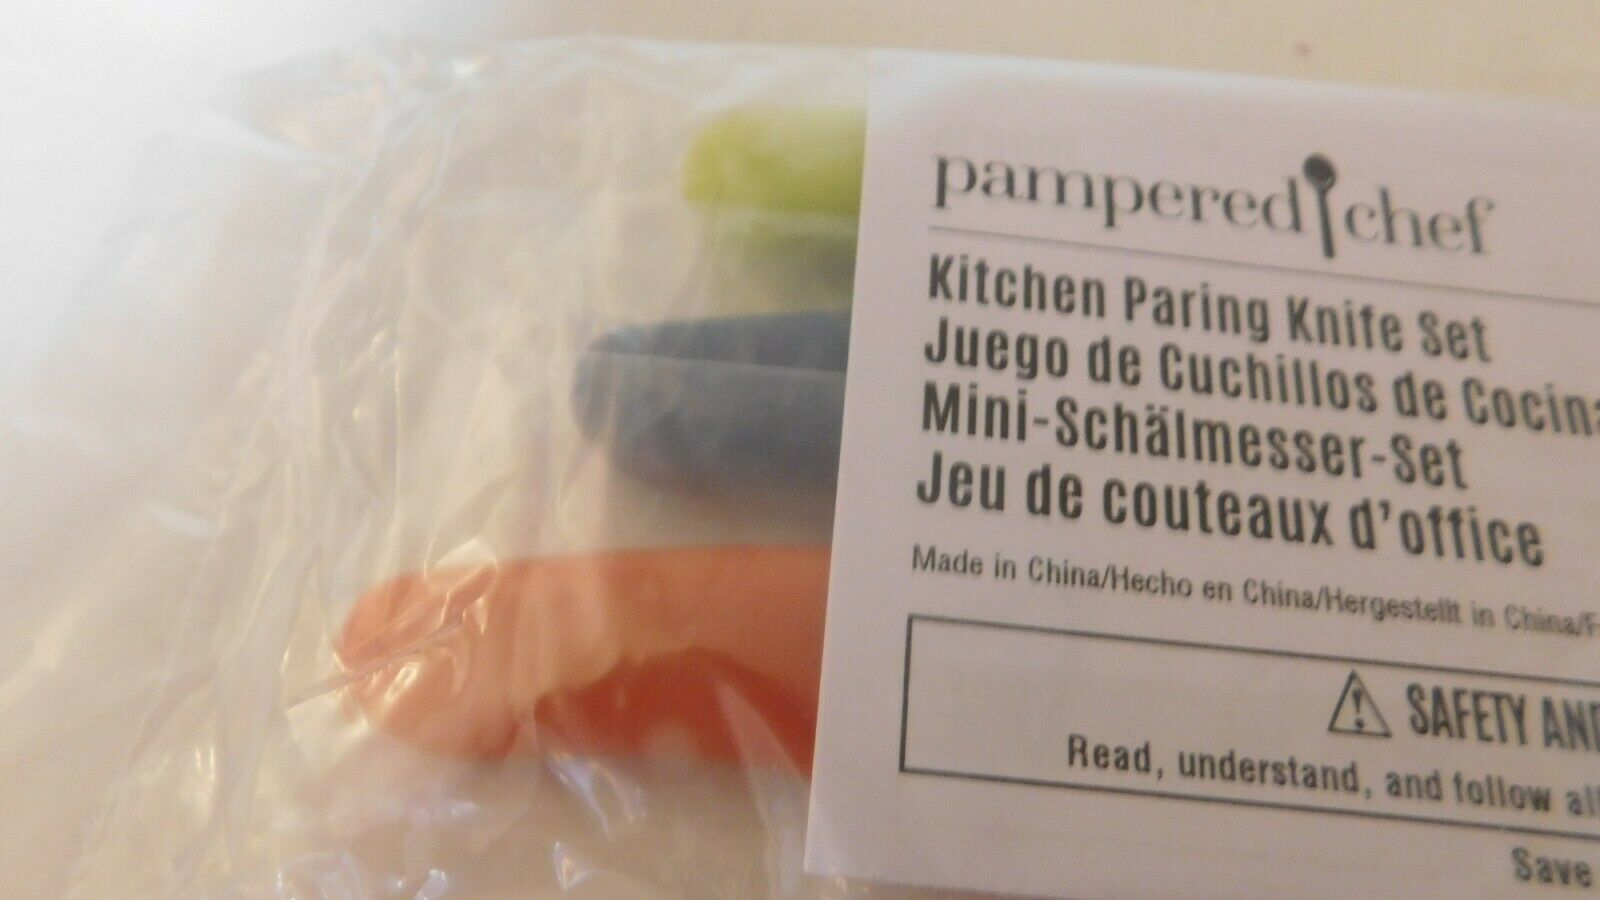 pampered chef
Kitchen Paring Knife Set
Juego de Cuchillos de Cocina
Mini-Schälmesser-Set
Jeu de couteaux d'office
Made in China/Hecho en China/Hergestellt in China/F
SAFETY AND
Read, understand, and follow all
Save